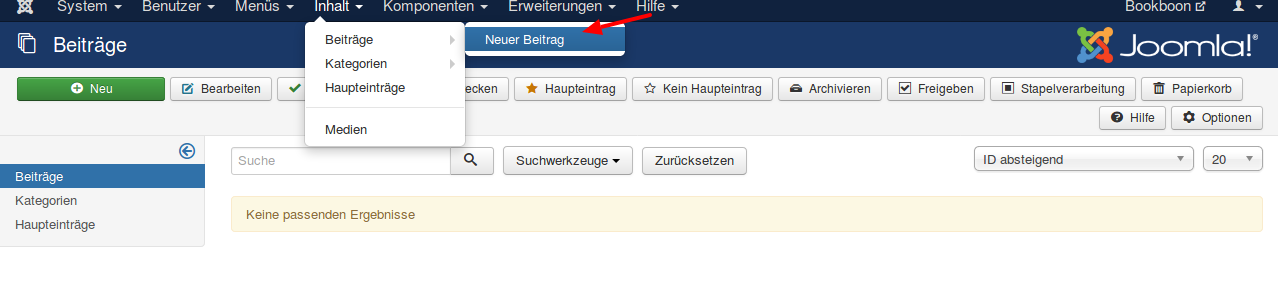 System Benutzer Menüs Inhalt Komponenten Erweiterungen Hilfe Bookboon
Beiträge
Joomla!®
Beiträge
Neuer Beitrag
Kategorien
Haupteinträge
Medien
Neu Bearbeiten ecken Haupteintrag Kein Haupteintrag Archivieren Freigeben Stapelverarbeitung Papierkorb
Hilfe Optionen
Suche Suchwerkzeuge Zurücksetzen ID absteigend 20
Beiträge
Kategorien
Haupteinträge
Keine passenden Ergebnisse